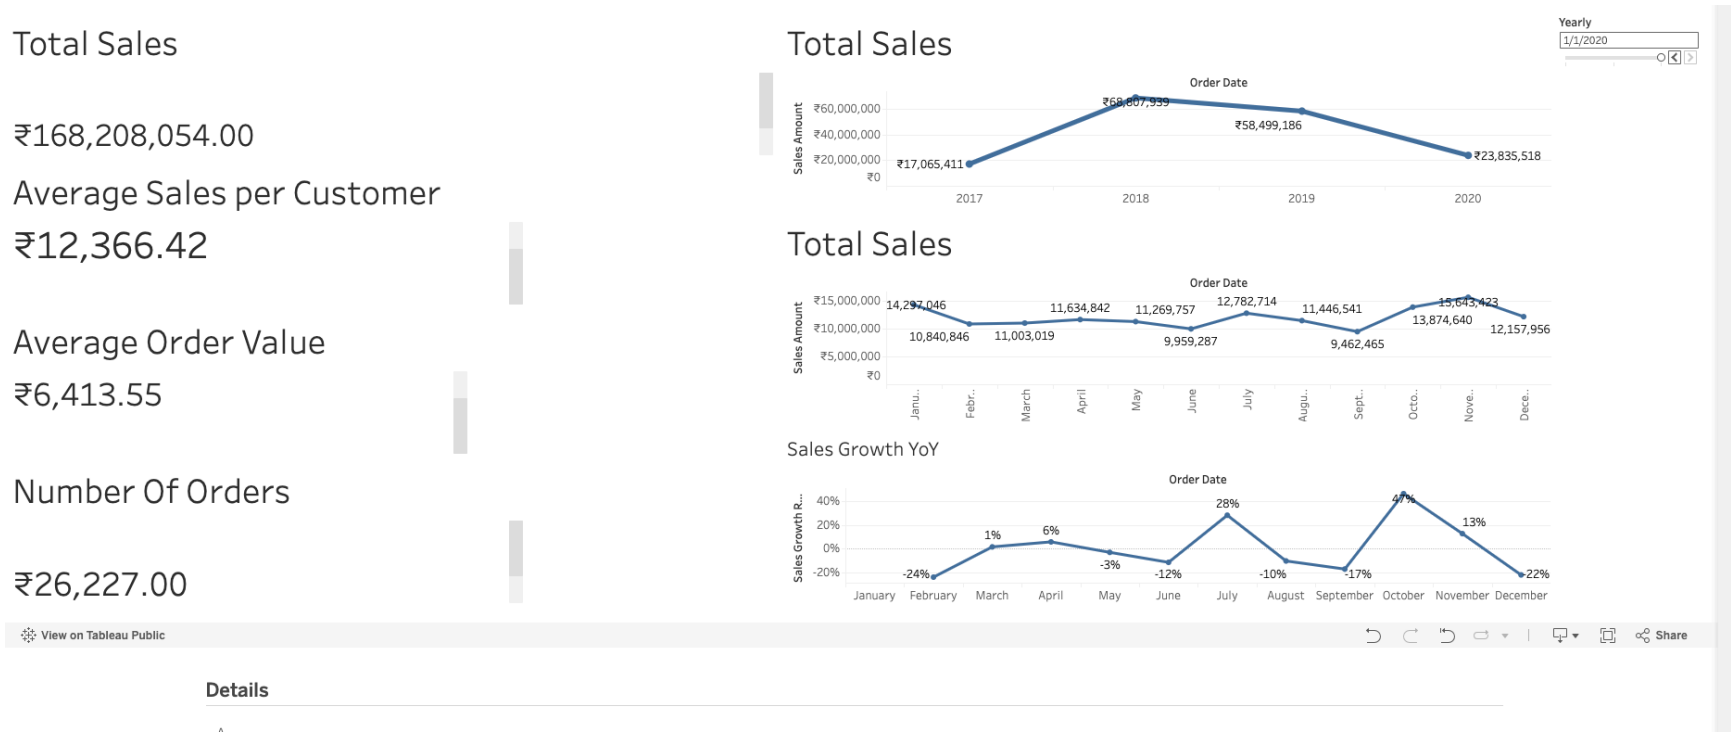 Total Sales
₹168,208,054.00
Average Sales per Customer
₹12,366.42
Average Order Value
₹6,413.55
Number Of Orders
₹26,227.00
Total Sales
Order Date
Sales Amount
₹60,000,000
₹40,000,000
₹20,000,000
₹0
₹17,065,411
₹68,807,939
₹58,499,186
₹23,835,518
2017 2018 2019 2020
Yearly
1/1/2020
Total Sales
Order Date
Sales Amount
₹15,000,000
₹10,000,000
₹5,000,000
₹0
14,297,046
10,840,846
11,003,019
11,634,842
11,269,757
9,959,287
12,782,714
11,446,541
9,462,465
13,874,640
15,643,423
12,157,956
Janu.. Febr.. March April May June July Augu.. Sept.. Octo.. Nove.. Dece..
Sales Growth YoY
Order Date
Sales Growth R...
40%
20%
0%
-20%
-24%
1%
6%
-3%
-12%
28%
-10%
-17%
47%
13%
-22%
January February March April May June July August September October November December
View on Tableau Public
Share
Details